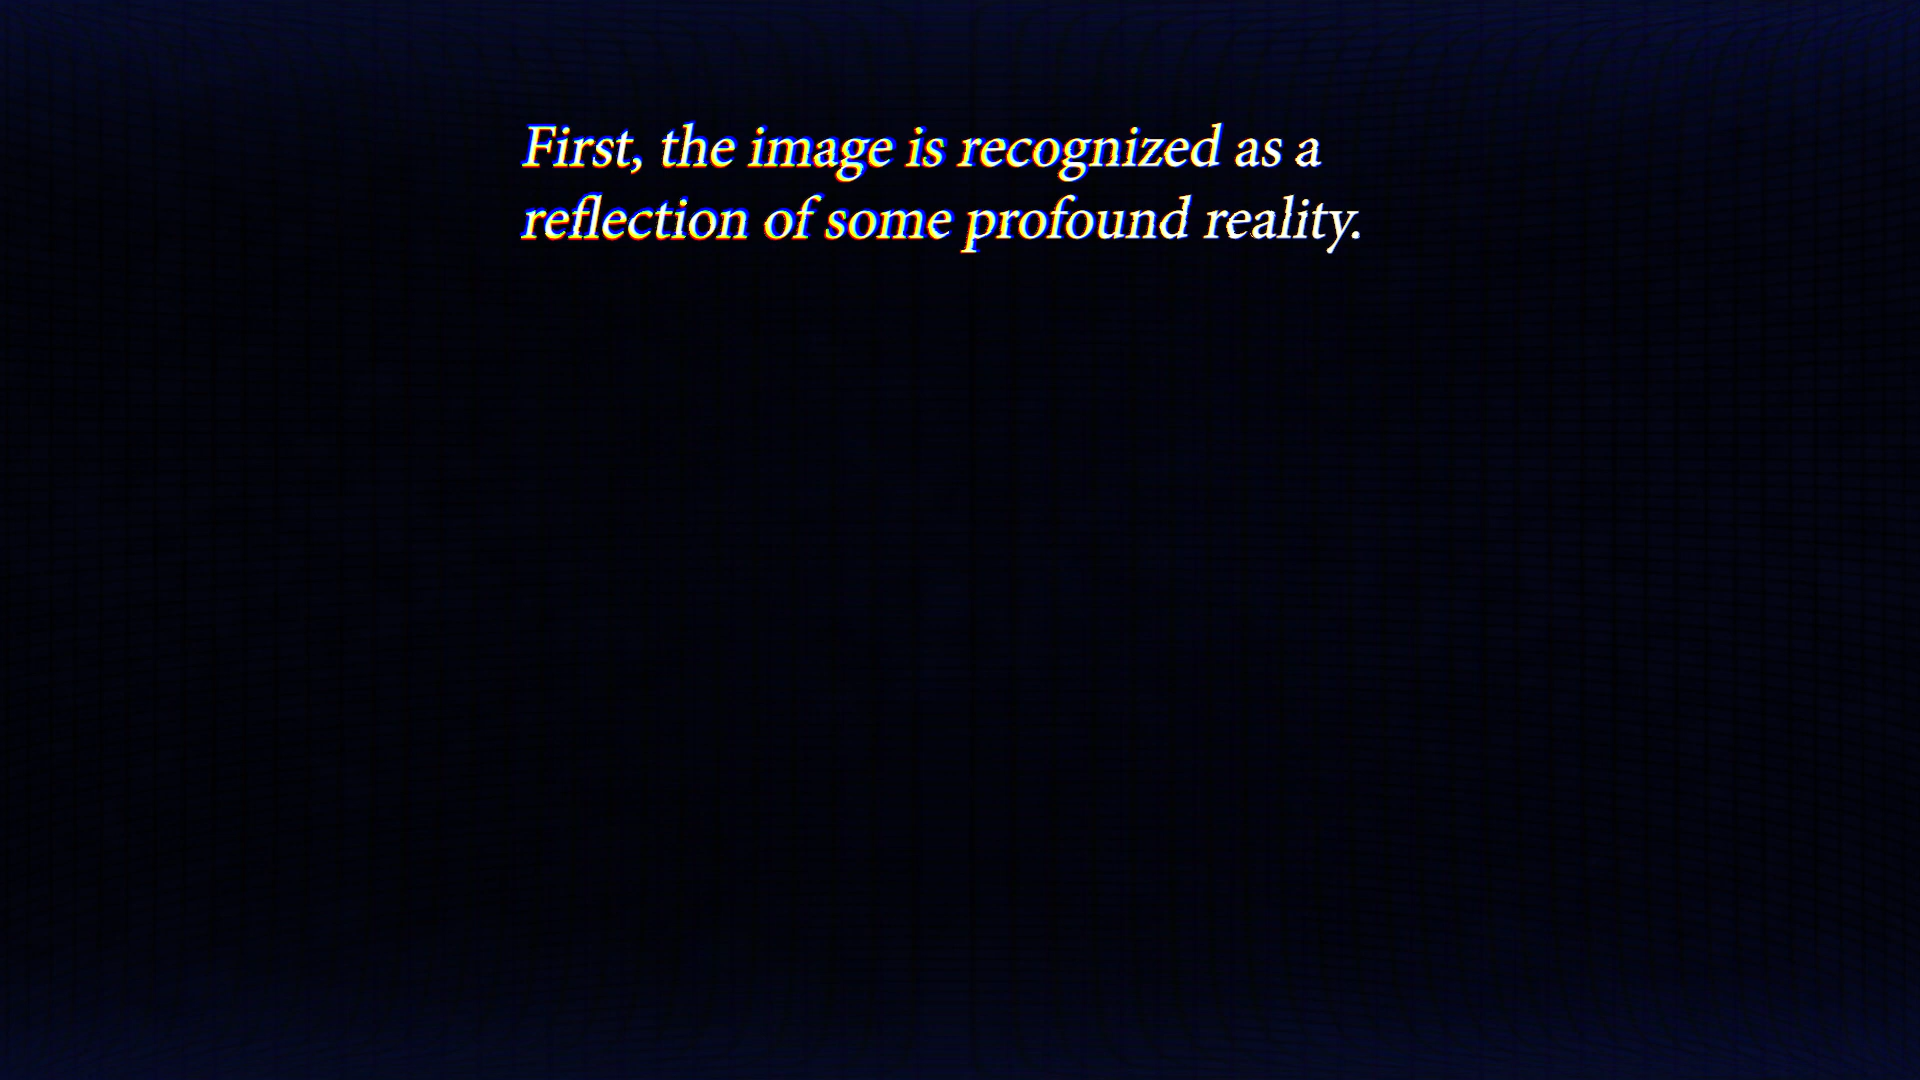 First, the image is recognized as a
reflection of some profound reality.